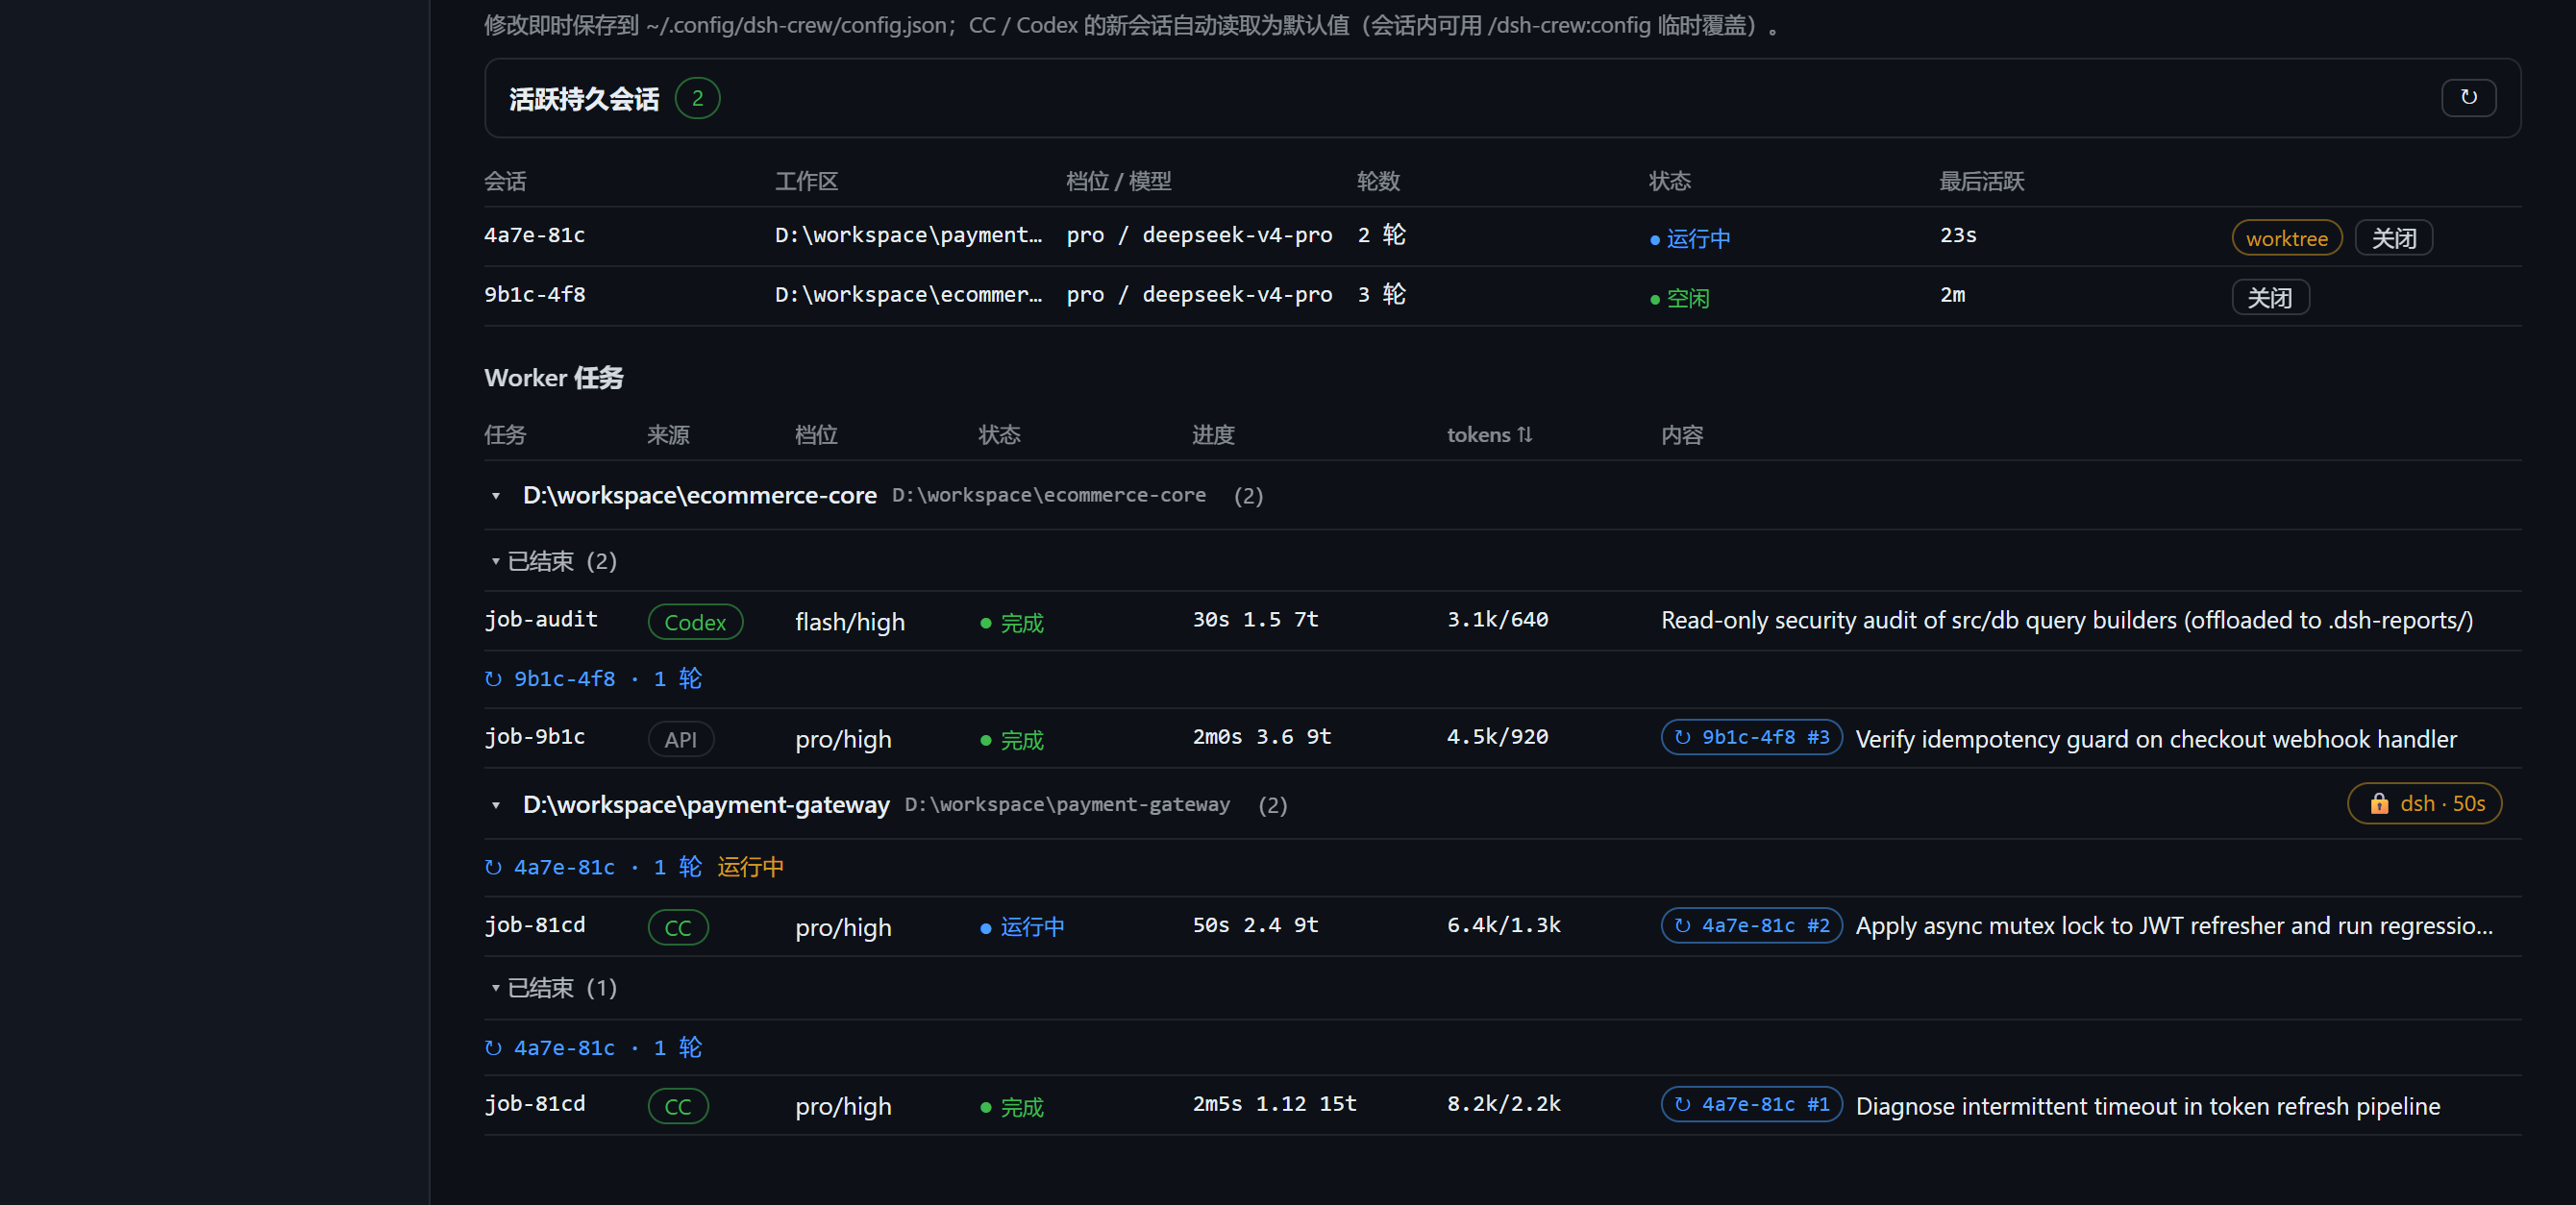 修改即时保存到 ~/.config/dsh-crew/config.json；CC / Codex 的新会话自动读取为默认值（会话内可用 /dsh-crew:config 临时覆盖）。
活跃持久会话 2 ↻
会话 工作区 档位 / 模型 轮数 状态 最后活跃
4a7e-81c D:\workspace\payment… pro / deepseek-v4-pro 2 轮 运行中 23s worktree 关闭
9b1c-4f8 D:\workspace\ecommer… pro / deepseek-v4-pro 3 轮 空闲 2m 关闭
Worker 任务
任务 来源 档位 状态 进度 tokens ⇅ 内容
▾ D:\workspace\ecommerce-core D:\workspace\ecommerce-core (2)
▾ 已结束 (2)
job-audit Codex flash/high 完成 30s 1.5 7t 3.1k/640 Read-only security audit of src/db query builders (offloaded to .dsh-reports/)
↻ 9b1c-4f8 · 1 轮
job-9b1c API pro/high 完成 2m0s 3.6 9t 4.5k/920 ↻ 9b1c-4f8 #3 Verify idempotency guard on checkout webhook handler
▾ D:\workspace\payment-gateway D:\workspace\payment-gateway (2) 🔒 dsh · 50s
↻ 4a7e-81c · 1 轮 运行中
job-81cd CC pro/high 运行中 50s 2.4 9t 6.4k/1.3k ↻ 4a7e-81c #2 Apply async mutex lock to JWT refresher and run regressio…
▾ 已结束 (1)
↻ 4a7e-81c · 1 轮
job-81cd CC pro/high 完成 2m5s 1.12 15t 8.2k/2.2k ↻ 4a7e-81c #1 Diagnose intermittent timeout in token refresh pipeline